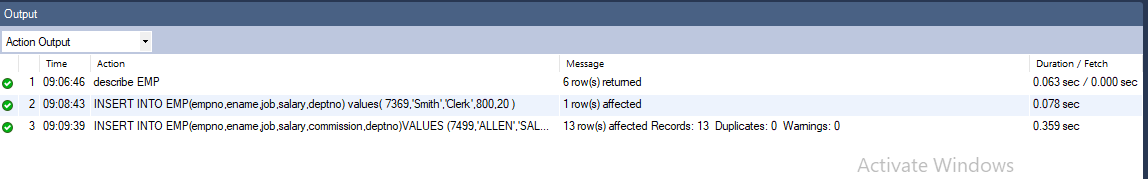 Output
Action Output
Time Action Message Duration / Fetch
1 09:06:46 describe EMP 6 row(s) returned 0.063 sec / 0.000 sec
2 09:08:43 INSERT INTO EMP(empno,ename,job,salary,deptno) values( 7369,'Smith','Clerk',800,20 ) 1 row(s) affected 0.078 sec
3 09:09:39 INSERT INTO EMP(empno,ename,job,salary,commission,deptno)VALUES (7499,'ALLEN','SAL... 13 row(s) affected Records: 13 Duplicates: 0 Warnings: 0 0.359 sec
Activate Windows